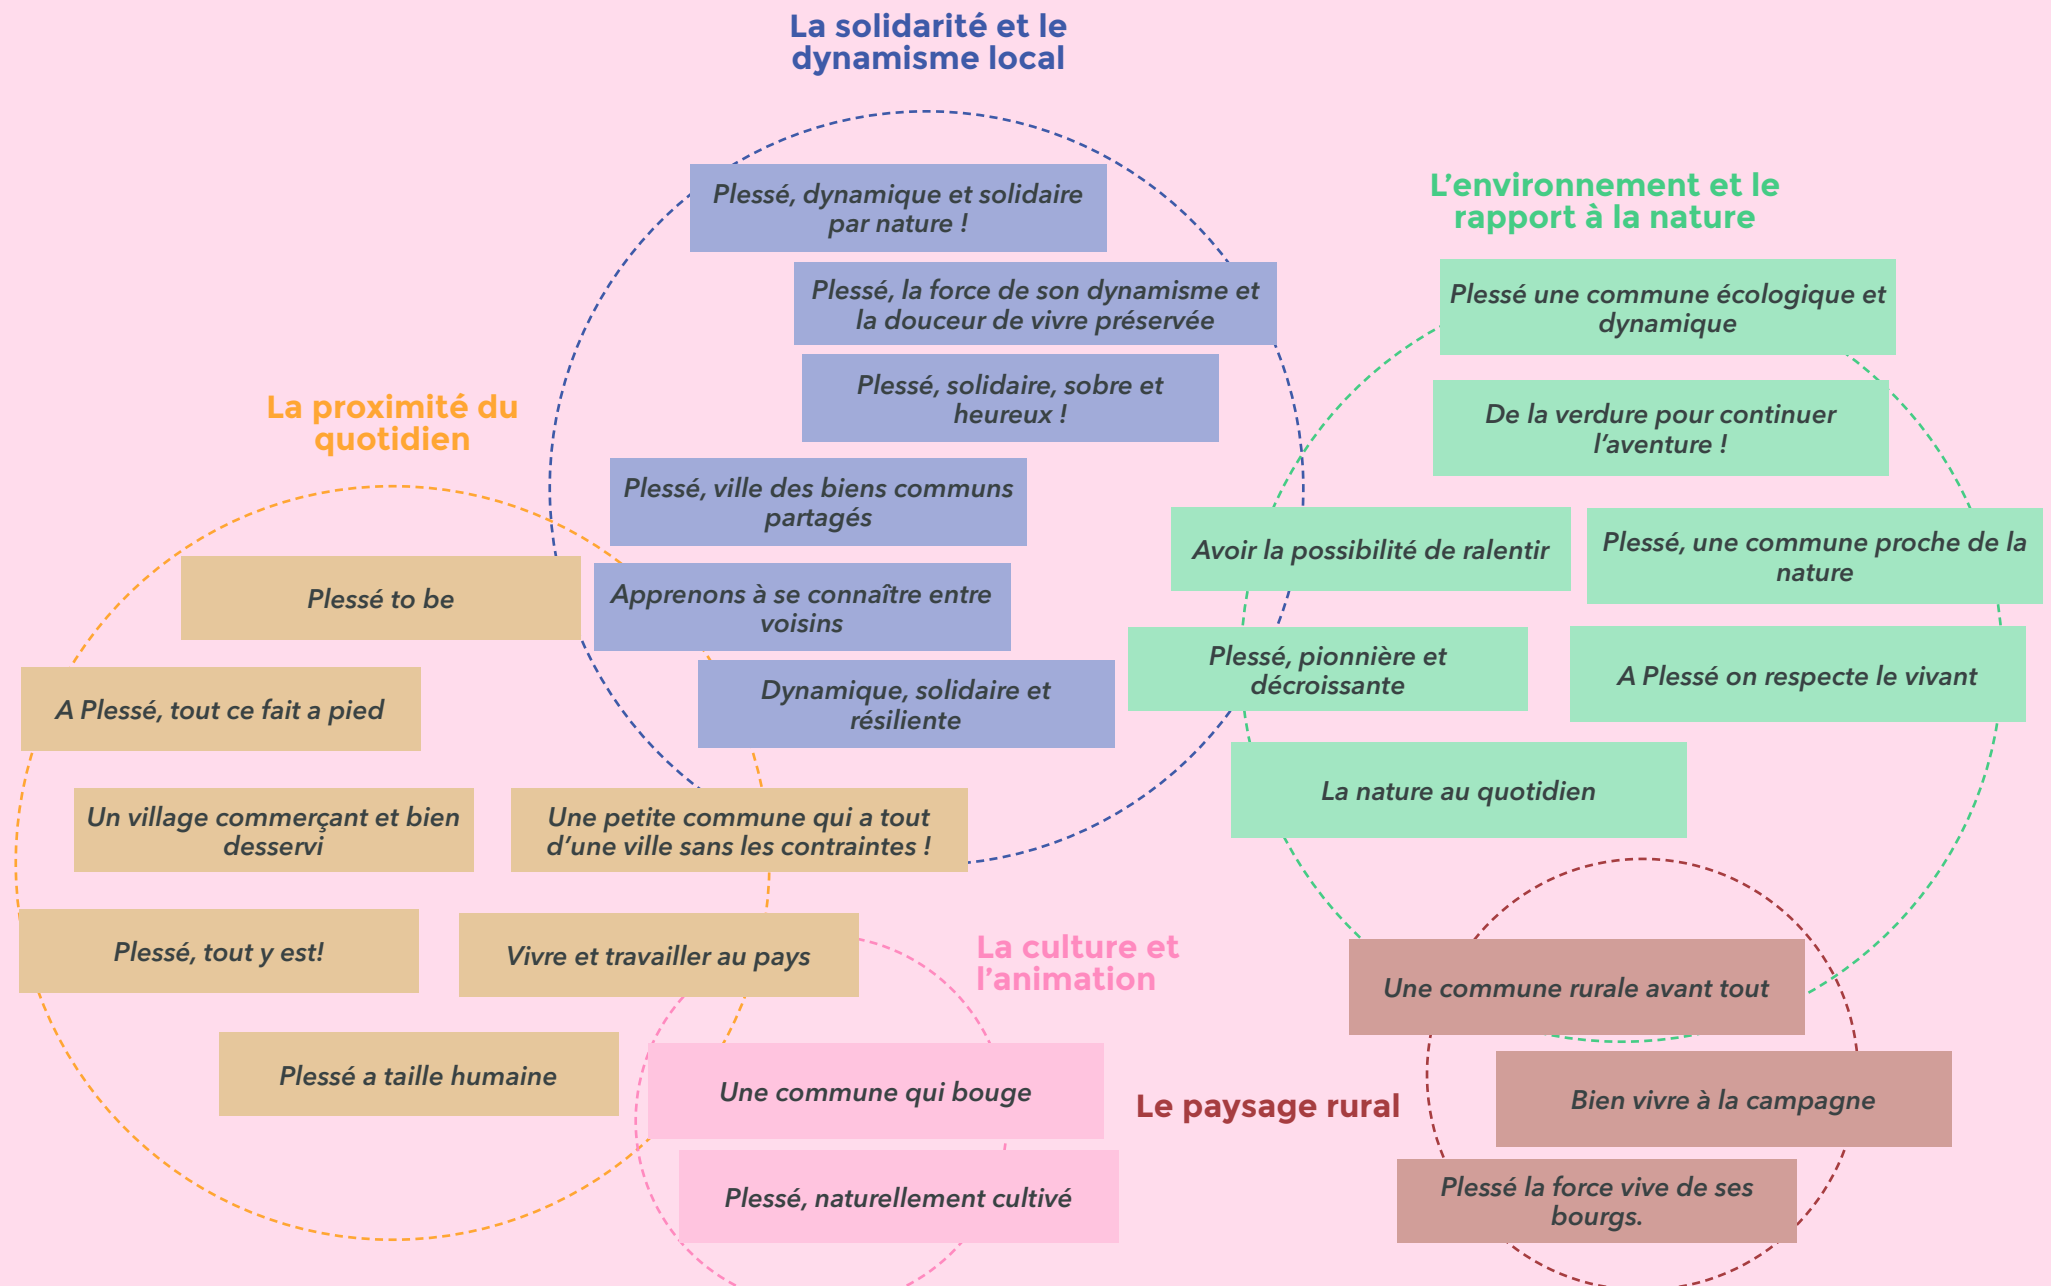 La solidarité et le
dynamisme local
Plessé, dynamique et solidaire
par nature !
Plessé, la force de son dynamisme et
la douceur de vivre préservée
Plessé, solidaire, sobre et
heureux !
Plessé, ville des biens communs
partagés
Apprenons à se connaître entre
voisins
Dynamique, solidaire et
résiliente
L’environnement et le
rapport à la nature
Plessé une commune écologique et
dynamique
De la verdure pour continuer
l’aventure !
Avoir la possibilité de ralentir
Plessé, une commune proche de la
nature
Plessé, pionnière et
décroissante
A Plessé on respecte le vivant
La nature au quotidien
La proximité du
quotidien
Plessé to be
A Plessé, tout ce fait a pied
Un village commerçant et bien
desservi
Une petite commune qui a tout
d’une ville sans les contraintes !
Plessé, tout y est!
Vivre et travailler au pays
Plessé a taille humaine
La culture et
l’animation
Une commune qui bouge
Plessé, naturellement cultivé
Le paysage rural
Une commune rurale avant tout
Bien vivre à la campagne
Plessé la force vive de ses
bourgs.